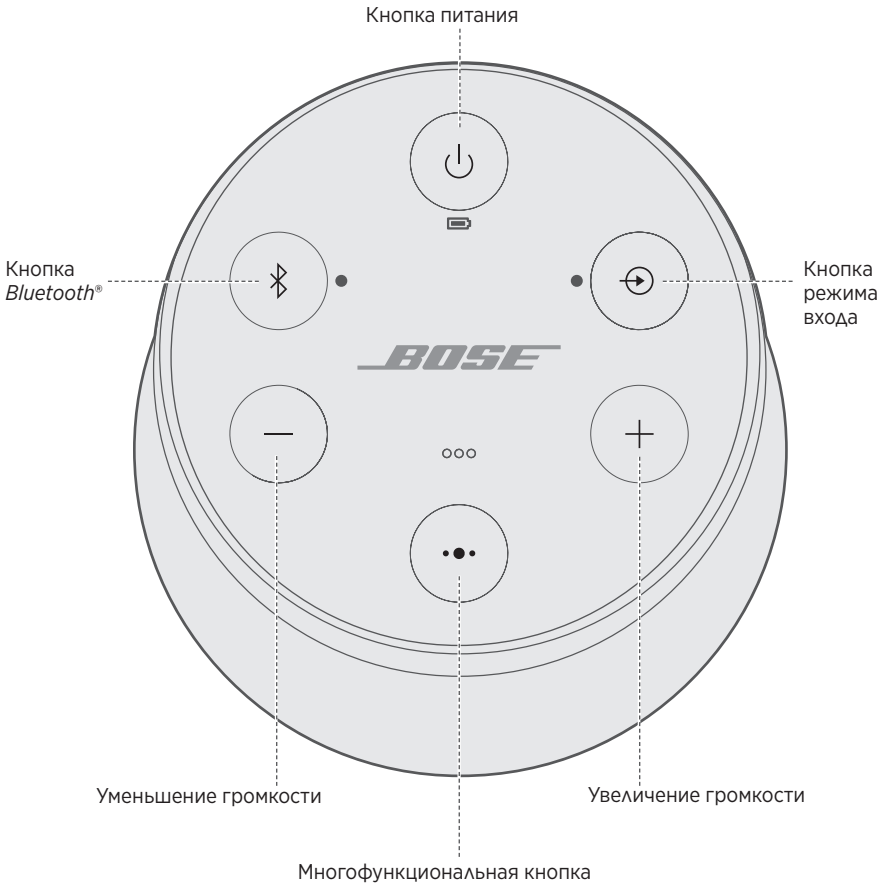 Кнопка питания
Кнопка
Bluetooth®
Кнопка
режима
входа
BOSE
Уменьшение громкости
Увеличение громкости
Многофункциональная кнопка